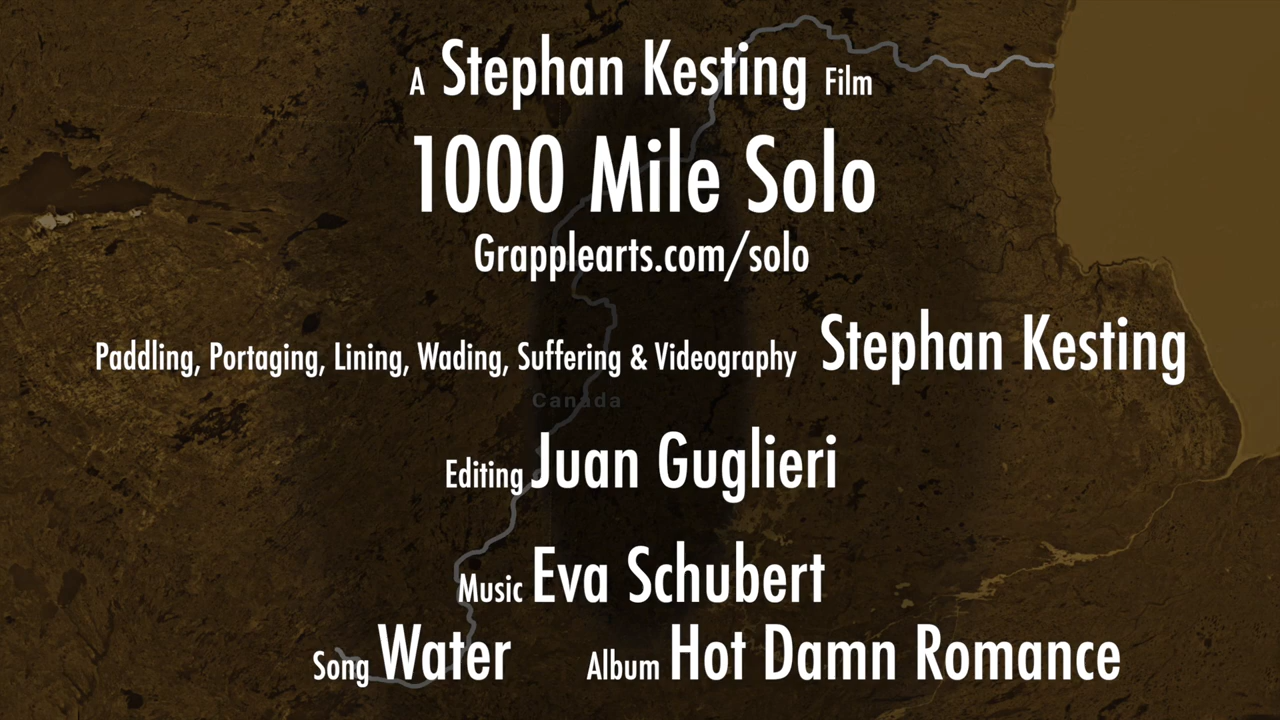 A Stephan Kesting Film
1000 Mile Solo
Grapplearts.com/solo
Paddling, Portaging, Lining, Wading, Suffering & Videography Stephan Kesting
Canada
Editing Juan Guglieri
Music Eva Schubert
Song Water Album Hot Damn Romance